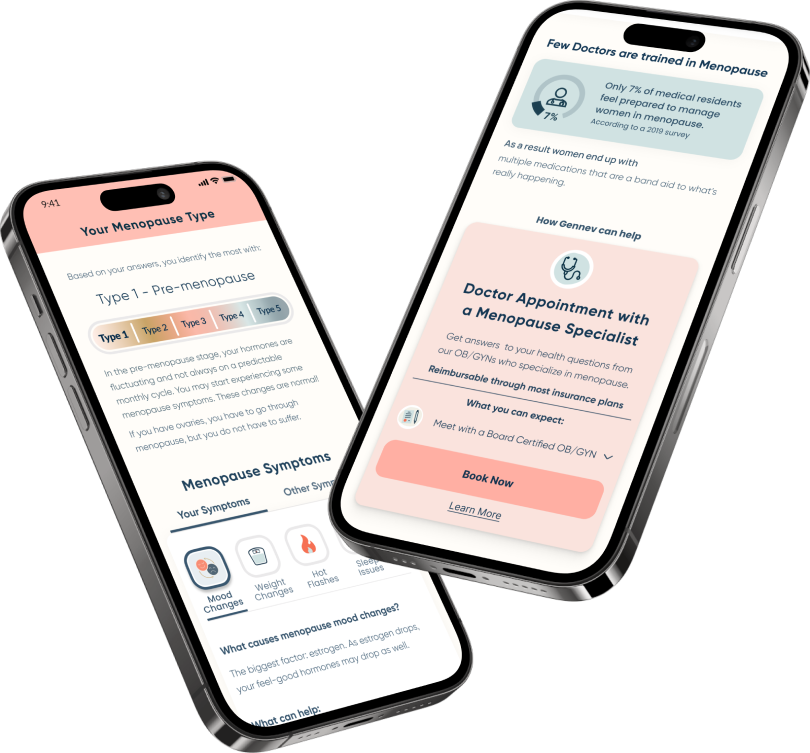 9:41
Your Menopause Type
Based on your answers, you identify the most with:
Type 1 - Pre-menopause
Type 1 Type 2 Type 3 Type 4 Type 5
In the pre-menopause stage, your hormones are
fluctuating and not always on a predictable
monthly cycle. You may start experiencing some
menopause symptoms. These changes are normal!
If you have ovaries, you have to go through
menopause, but you do not have to suffer.
Menopause Symptoms
Your Symptoms
Other
Mood
Changes
Weight
Changes
Hot
Flashes
Sleep
Issues
What causes menopause mood changes?
The biggest factor: estrogen. As estrogen drops,
your feel-good hormones may drop as well.
What can help:
Few Doctors are trained in Menopause
7%
Only 7% of medical residents
feel prepared to manage
women in menopause.
According to a 2019 survey
As a result women end up with
multiple medications that are a band aid to what's
really happening.
How Gennev can help
Doctor Appointment with
a Menopause Specialist
Get answers to your health questions from
our OB/GYNs who specialize in menopause.
Reimbursable through most insurance plans
What you can expect:
Meet with a Board Certified OB/GYN
Book Now
Learn More